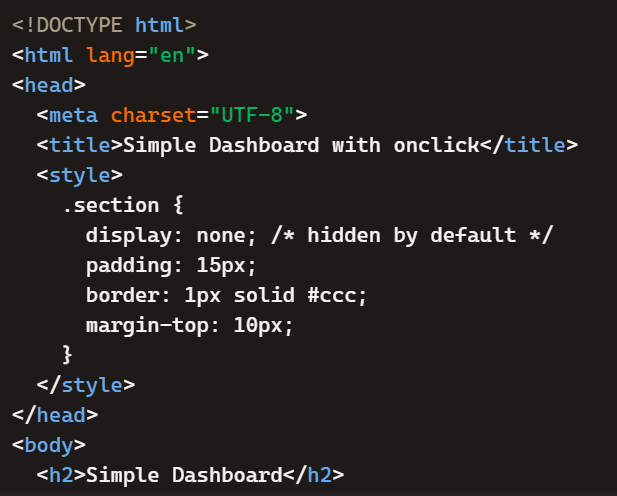 <!DOCTYPE html>
<html lang="en">
<head>
  <meta charset="UTF-8">
  <title>Simple Dashboard with onclick</title>
  <style>
    .section {
      display: none; /* hidden by default */
      padding: 15px;
      border: 1px solid #ccc;
      margin-top: 10px;
    }
  </style>
</head>
<body>
  <h2>Simple Dashboard</h2>